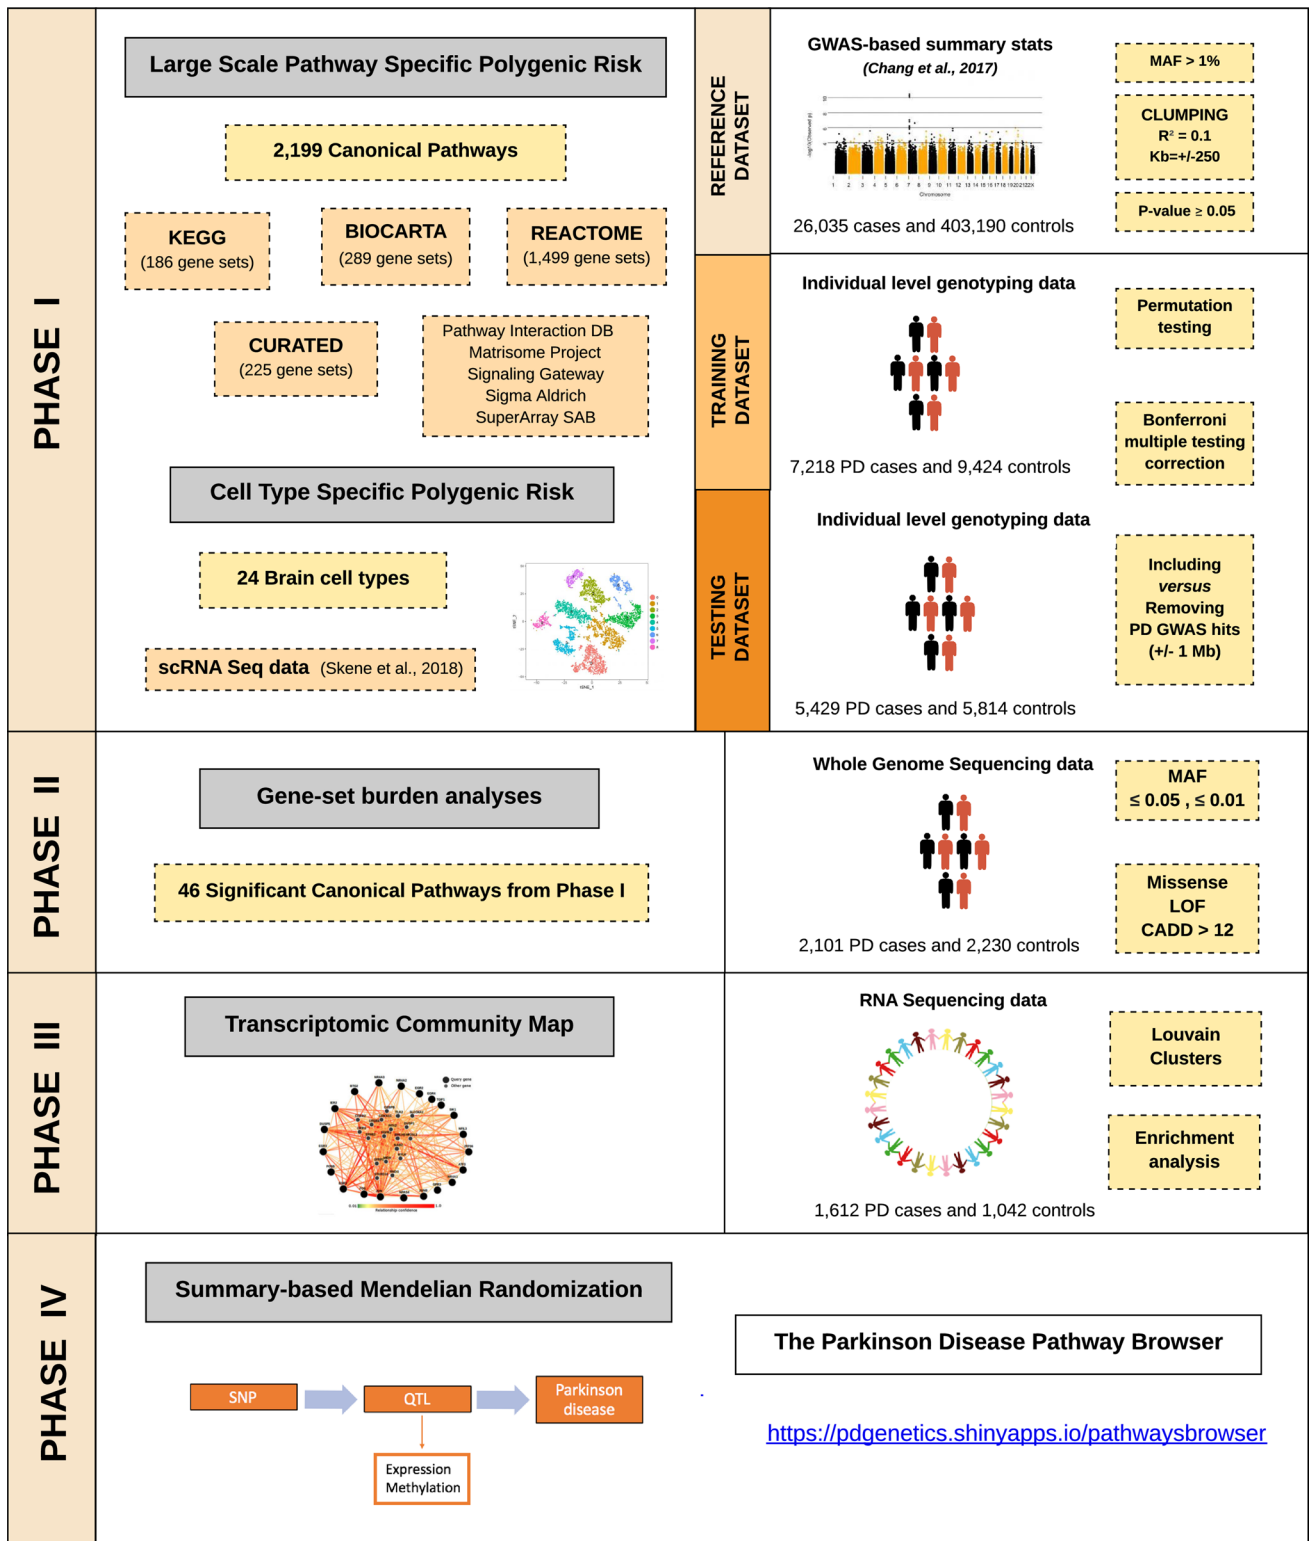 PHASE I
Large Scale Pathway Specific Polygenic Risk
2,199 Canonical Pathways
KEGG
(186 gene sets)
BIOCARTA
(289 gene sets)
REACTOME
(1,499 gene sets)
CURATED
(225 gene sets)
Pathway Interaction DB
Matrisome Project
Signaling Gateway
Sigma Aldrich
SuperArray SAB
Cell Type Specific Polygenic Risk
24 Brain cell types
scRNA Seq data (Skene et al., 2018)
REFERENCE
DATASET
GWAS-based summary stats
(Chang et al., 2017)
Chromosome
26,035 cases and 403,190 controls
MAF > 1%
CLUMPING
R² = 0.1
Kb=+/-250
P-value ≥ 0.05
TRAINING
DATASET
Individual level genotyping data
7,218 PD cases and 9,424 controls
Permutation
testing
Bonferroni
multiple testing
correction
TESTING
DATASET
Individual level genotyping data
5,429 PD cases and 5,814 controls
Including
versus
Removing
PD GWAS hits
(+/- 1 Mb)
PHASE II
Gene-set burden analyses
46 Significant Canonical Pathways from Phase I
Whole Genome Sequencing data
2,101 PD cases and 2,230 controls
MAF
≤ 0.05 , ≤ 0.01
Missense
LOF
CADD > 12
PHASE III
Transcriptomic Community Map
Query gene
Other gene
Relationship confidence
RNA Sequencing data
1,612 PD cases and 1,042 controls
Louvain
Clusters
Enrichment
analysis
PHASE IV
Summary-based Mendelian Randomization
SNP
QTL
Parkinson
disease
Expression
Methylation
The Parkinson Disease Pathway Browser
https://pdgenetics.shinyapps.io/pathwaysbrowser